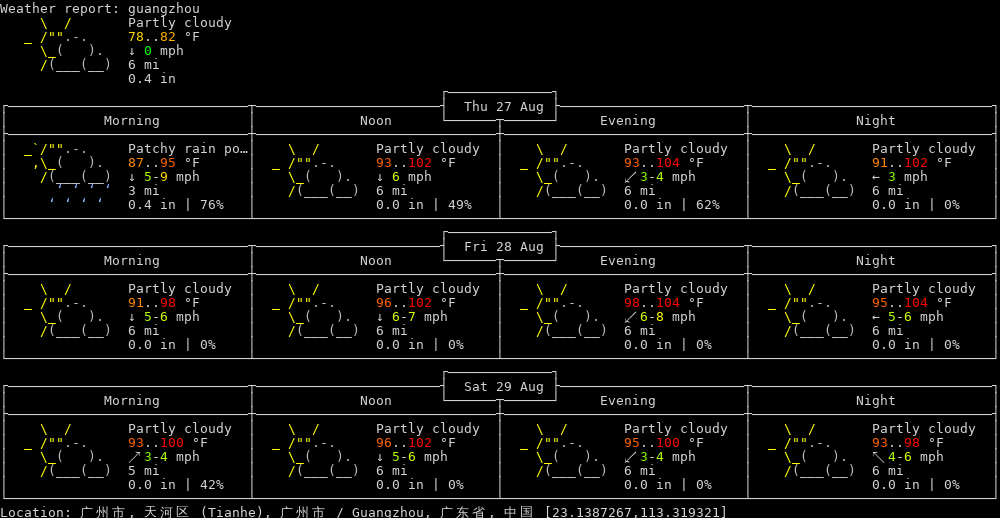 Weather report: guangzhou
Partly cloudy
78..82 °F
↓ 0 mph
6 mi
0.4 in
Thu 27 Aug
Morning Noon Evening Night
Patchy rain po… Partly cloudy Partly cloudy Partly cloudy
87..95 °F 93..102 °F 93..104 °F 91..102 °F
↓ 5-9 mph ↓ 6 mph ↙ 3-4 mph ← 3 mph
3 mi 6 mi 6 mi 6 mi
0.4 in | 76% 0.0 in | 49% 0.0 in | 62% 0.0 in | 0%
Fri 28 Aug
Morning Noon Evening Night
Partly cloudy Partly cloudy Partly cloudy Partly cloudy
91..98 °F 96..102 °F 98..104 °F 95..104 °F
↓ 5-6 mph ↓ 6-7 mph ↙ 6-8 mph ← 5-6 mph
6 mi 6 mi 6 mi 6 mi
0.0 in | 0% 0.0 in | 0% 0.0 in | 0% 0.0 in | 0%
Sat 29 Aug
Morning Noon Evening Night
Partly cloudy Partly cloudy Partly cloudy Partly cloudy
93..100 °F 96..102 °F 95..100 °F 93..98 °F
↗ 3-4 mph ↓ 5-6 mph ↙ 3-4 mph ↖ 4-6 mph
5 mi 6 mi 6 mi 6 mi
0.0 in | 42% 0.0 in | 0% 0.0 in | 0% 0.0 in | 0%
Location: 广州市, 天河区 (Tianhe), 广州市 / Guangzhou, 广东省, 中国 [23.1387267,113.319321]